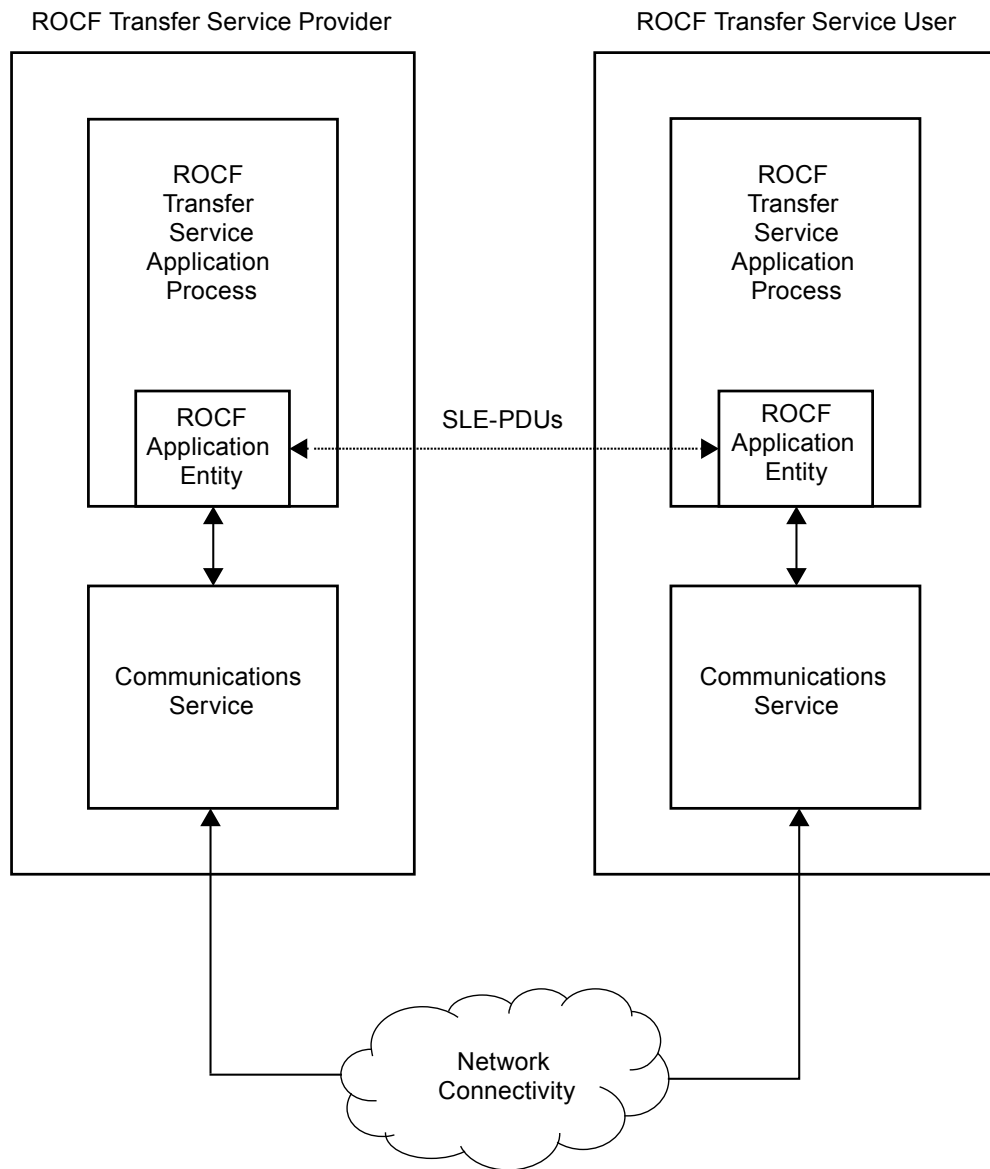 ROCF Transfer Service Provider
ROCF Transfer Service User
ROCF
Transfer
Service
Application
Process
ROCF
Transfer
Service
Application
Process
ROCF
Application
Entity
SLE-PDUs
ROCF
Application
Entity
Communications
Service
Communications
Service
Network
Connectivity